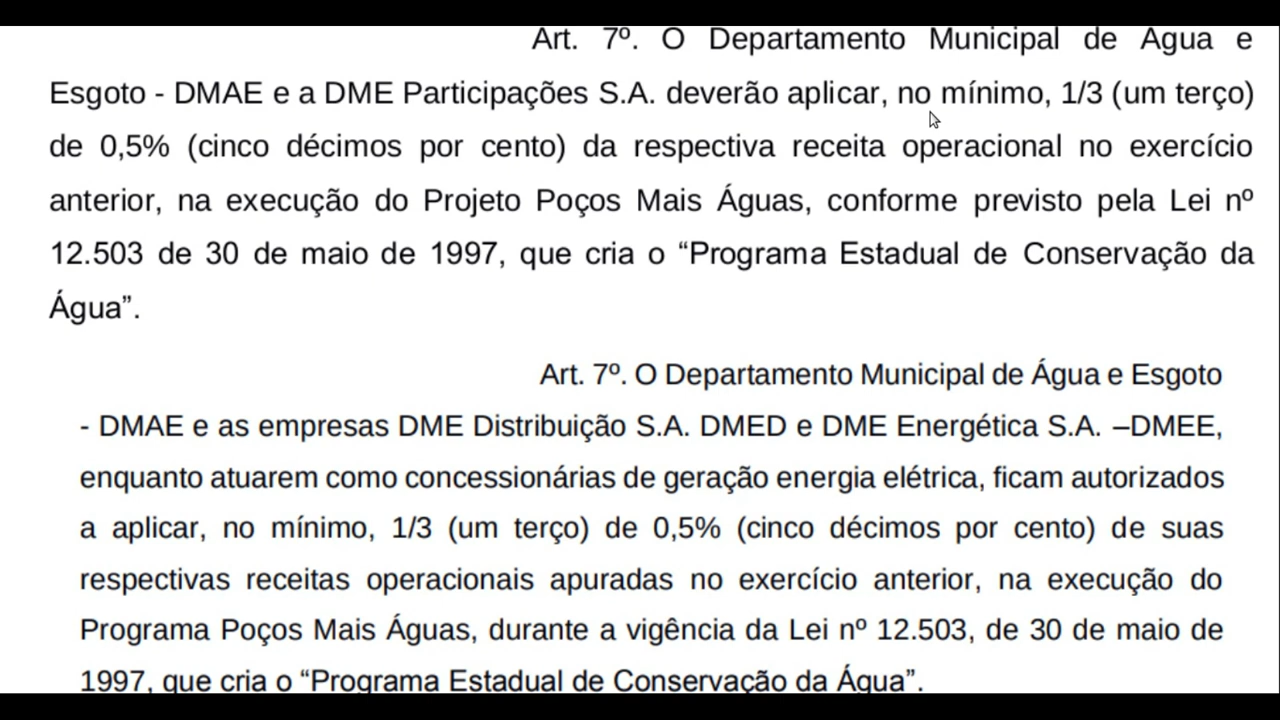 Art. 7º. O Departamento Municipal de Água e
Esgoto - DMAE e a DME Participações S.A. deverão aplicar, no mínimo, 1/3 (um terço)
de 0,5% (cinco décimos por cento) da respectiva receita operacional no exercício
anterior, na execução do Projeto Poços Mais Águas, conforme previsto pela Lei nº
12.503 de 30 de maio de 1997, que cria o “Programa Estadual de Conservação da
Água”.
Art. 7º. O Departamento Municipal de Água e Esgoto
- DMAE e as empresas DME Distribuição S.A. DMED e DME Energética S.A. –DMEE,
enquanto atuarem como concessionárias de geração energia elétrica, ficam autorizados
a aplicar, no mínimo, 1/3 (um terço) de 0,5% (cinco décimos por cento) de suas
respectivas receitas operacionais apuradas no exercício anterior, na execução do
Programa Poços Mais Águas, durante a vigência da Lei nº 12.503, de 30 de maio de
1997, que cria o “Programa Estadual de Conservação da Água”.